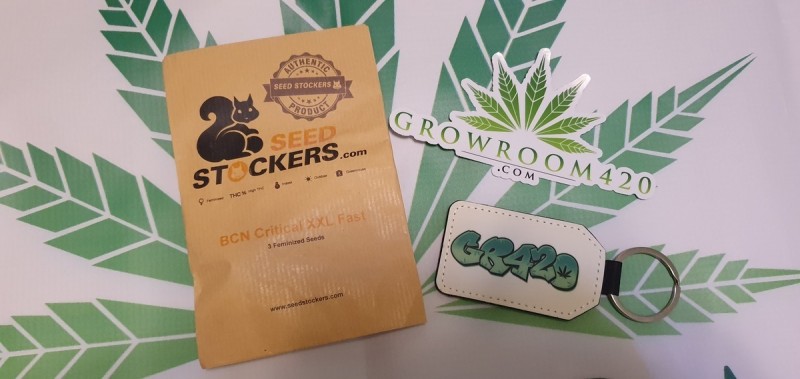 AUTHENTIC
SEED STOCKERS
PRODUCT
SEED
STOCKERS.com
THC%
BCN Critical XXL Fast
3 Feminized Seeds
www.seedstockers.com
GROWROOM420
.COM
GR420